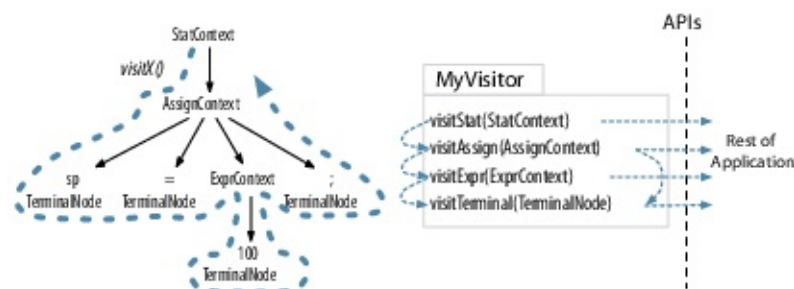 APIs
StatContext
visitX()
MyVisitor
AssignContext
visitStat(StatContext)
visitAssign(AssignContext)
visitExpr(ExprContext)
visitTerminal(TerminalNode)
Rest of
Application
sp = ExprContext ;
TerminalNode TerminalNode TerminalNode
100
TerminalNode